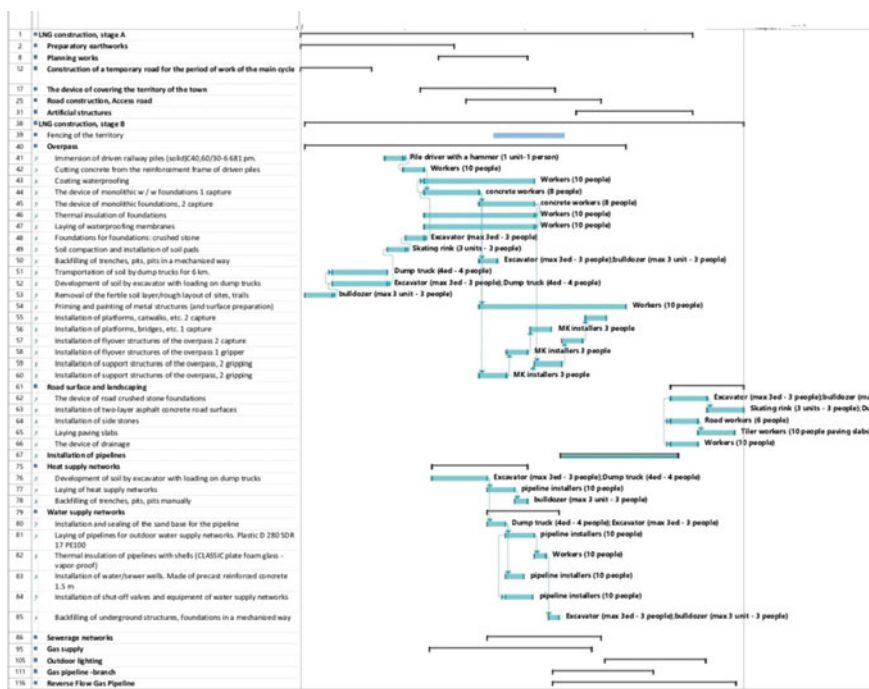 1 LNG construction, stage A
2 Preparatory earthworks
8 Planning works
12 Construction of a temporary road for the period of work of the main cycle
17 The device of covering the territory of the town
25 Road construction, Access road
31 Artificial structures
38 LNG construction, stage B
39 Fencing of the territory
40 Overpass
41 Immersion of driven railway piles (solid)C40,60/30-6 681 pm. Pile driver with a hammer (1 unit- 1 person)
42 Cutting concrete from the reinforcement frame of driven piles Workers (10 people)
43 Coating waterproofing Workers (10 people)
44 The device of monolithic w / w foundations 1 capture concrete workers (8 people)
45 The device of monolithic foundations, 2 capture concrete workers (8 people)
46 Thermal insulation of foundations Workers (10 people)
47 Laying of waterproofing membranes Workers (10 people)
48 Foundations for foundations: crushed stone Excavator (max 3ed - 3 people)
49 Soil compaction and installation of soil pads Skating rink (3 units - 3 people)
50 Backfilling of trenches, pits, pits in a mechanized way Excavator (max 3ed - 3 people);bulldozer (max 3 unit - 3 people)
51 Transportation of soil by dump trucks for 6 km. Dump truck (4ed - 4 people)
52 Development of soil by excavator with loading on dump trucks Excavator (max 3ed - 3 people);Dump truck (4ed - 4 people)
53 Removal of the fertile soil layer/rough layout of sites, trails bulldozer (max 3 unit - 3 people)
54 Priming and painting of metal structures (and surface preparation) Workers (10 people)
55 Installation of platforms, catwalks, etc. 2 capture
56 Installation of platforms, bridges, etc. 1 capture MK installers 3 people
57 Installation of flyover structures of the overpass 2 capture
58 Installation of flyover structures of the overpass 1 gripper MK installers 3 people
59 Installation of support structures of the overpass, 2 gripping
60 Installation of support structures of the overpass, 2 gripping MK installers 3 people
61 Road surface and landscaping
62 The device of road crushed stone foundations Excavator (max 3ed - 3 people);bulldozer (ma
63 Installation of two-layer asphalt concrete road surfaces Skating rink (3 units - 3 people);Du
64 Installation of side stones Road workers (6 people)
65 Laying paving slabs Tiler workers (10 people paving slabs
66 The device of drainage Workers (10 people)
67 Installation of pipelines
75 Heat supply networks
76 Development of soil by excavator with loading on dump trucks Excavator (max 3ed - 3 people);Dump truck (4ed - 4 people)
77 Laying of heat supply networks pipeline installers (10 people)
78 Backfilling of trenches, pits, pits manually bulldozer (max 3 unit - 3 people)
79 Water supply networks
80 Installation and sealing of the sand base for the pipeline Dump truck (4ed - 4 people);Excavator (max 3ed - 3 people)
81 Laying of pipelines for outdoor water supply networks. Plastic D 280 SDR pipeline installers (10 people)
17 PE100
82 Thermal insulation of pipelines with shells (CLASSIC plate foam glass - Workers (10 people)
vapor-proof)
83 Installation of water/sewer wells. Made of precast reinforced concrete pipeline installers (10 people)
1.5 m
84 Installation of shut-off valves and equipment of water supply networks pipeline installers (10 people)
85 Backfilling of underground structures, foundations in a mechanized way Excavator (max 3ed - 3 people);bulldozer (max 3 unit - 3 people)
86 Sewerage networks
95 Gas supply
105 Outdoor lighting
111 Gas pipeline -branch
116 Reverse Flow Gas Pipeline